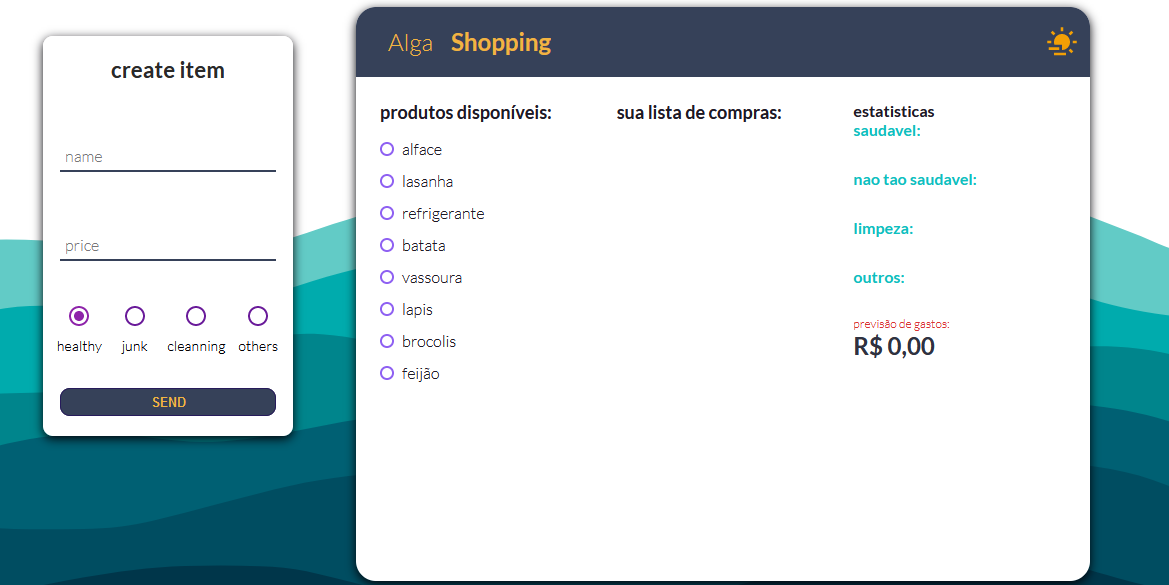 create item
name
price
healthy junk cleanning others
SEND
Alga Shopping
produtos disponíveis:
alface
lasanha
refrigerante
batata
vassoura
lapis
brocolis
feijão
sua lista de compras:
estatisticas
saudavel:
nao tao saudavel:
limpeza:
outros:
previsão de gastos:
R$ 0,00